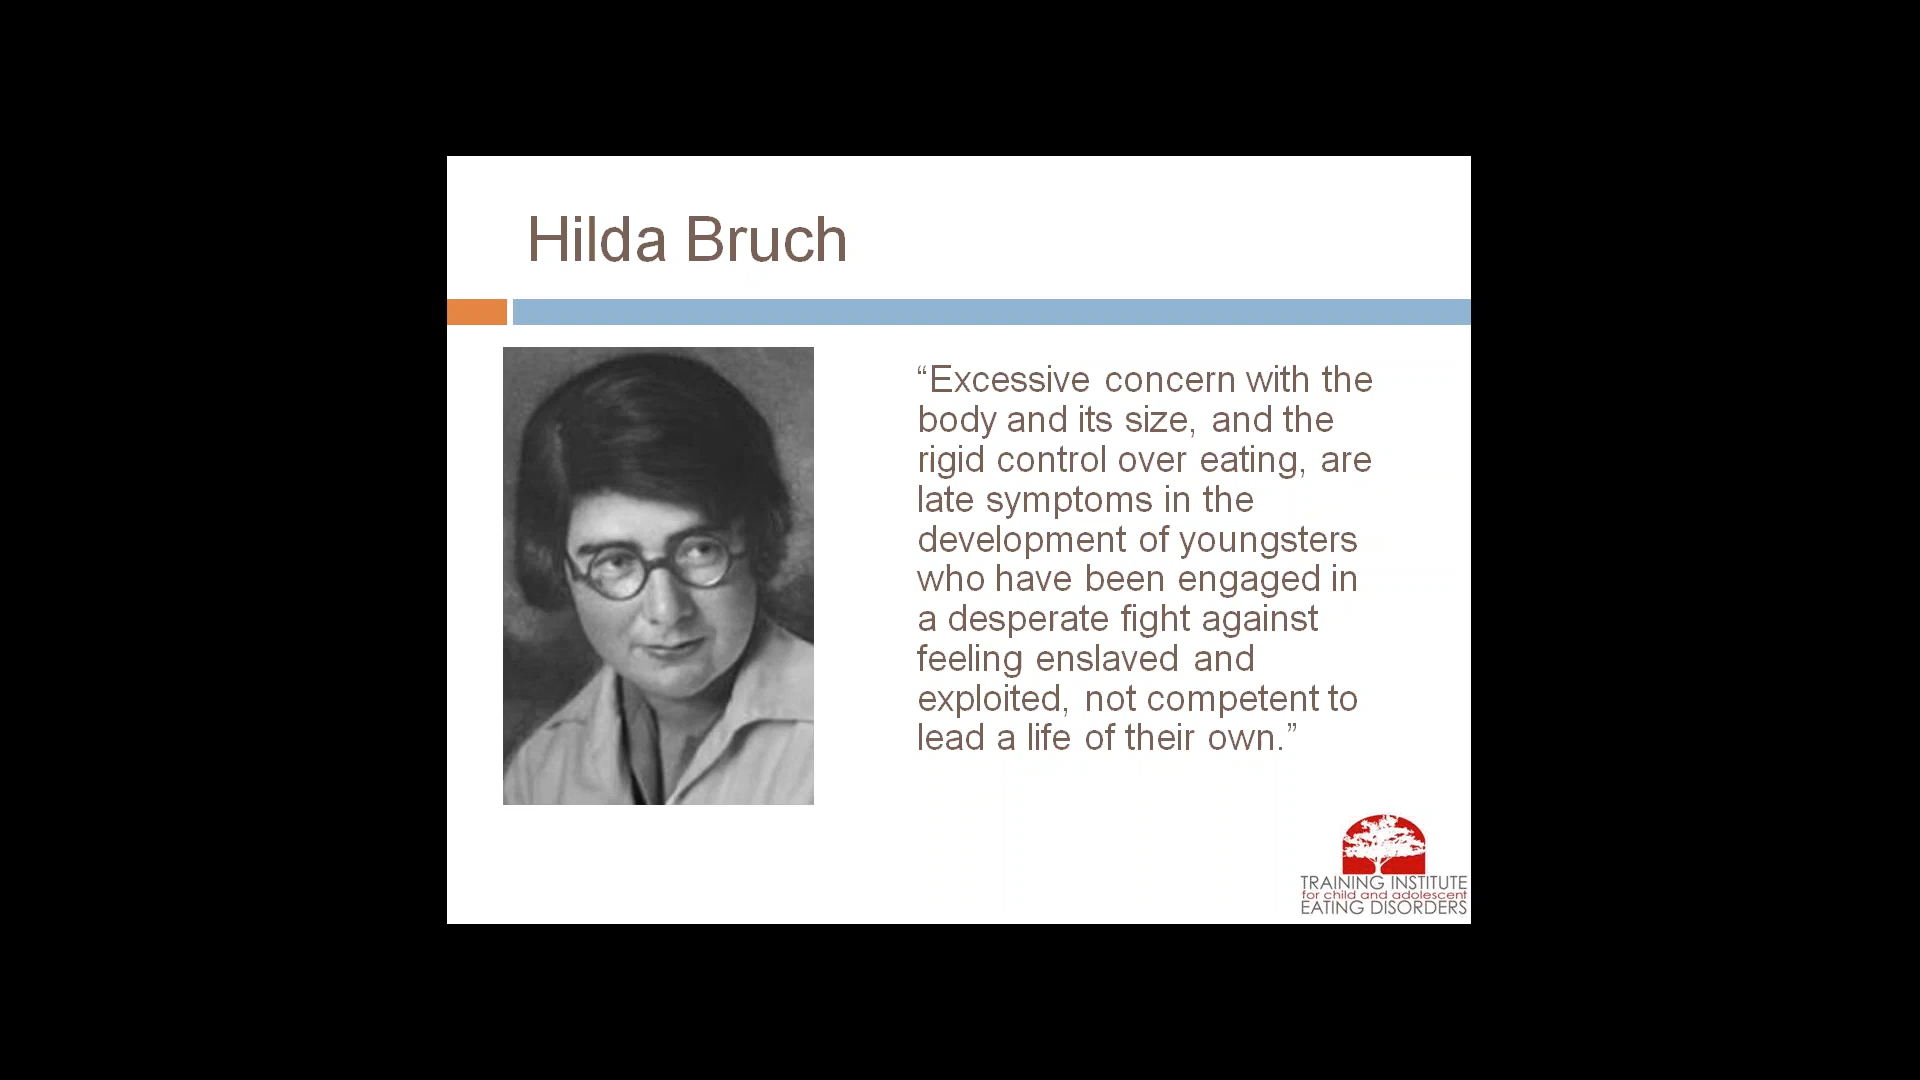 Hilda Bruch
“Excessive concern with the
body and its size, and the
rigid control over eating, are
late symptoms in the
development of youngsters
who have been engaged in
a desperate fight against
feeling enslaved and
exploited, not competent to
lead a life of their own.”
TRAINING INSTITUTE
for child and adolescent
EATING DISORDERS